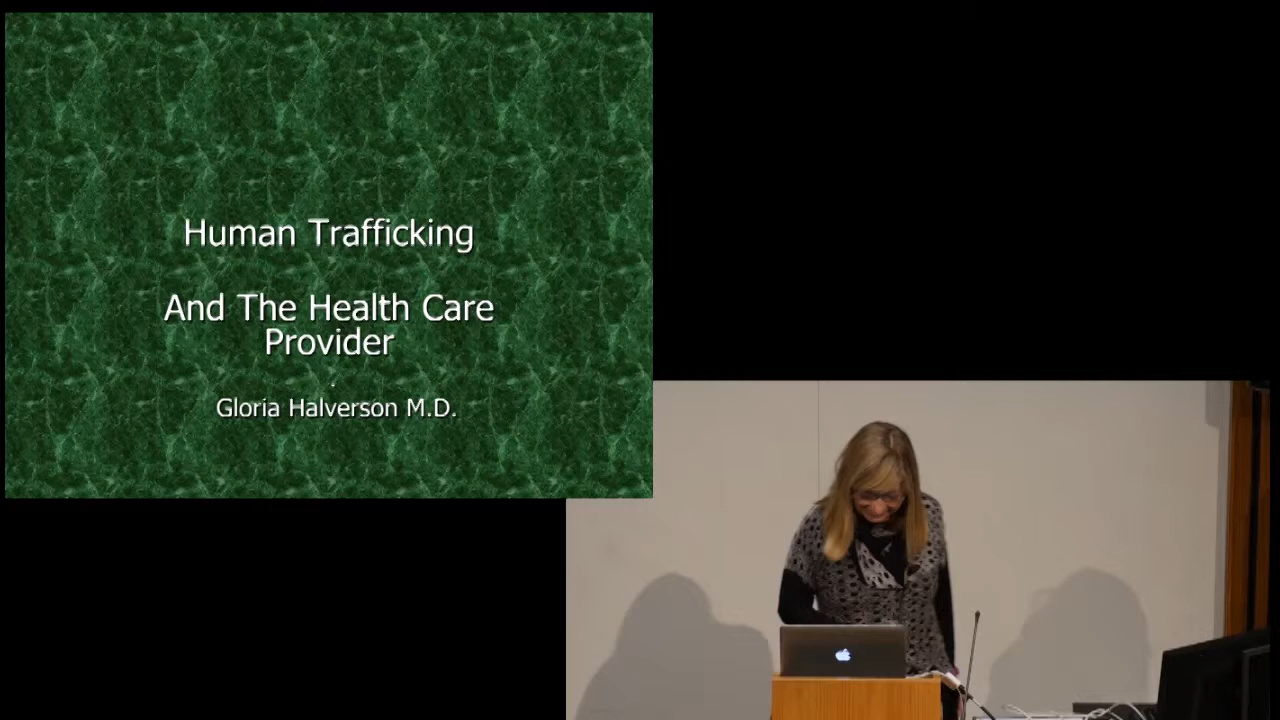 Human Trafficking
And The Health Care
Provider
.
Gloria Halverson M.D.